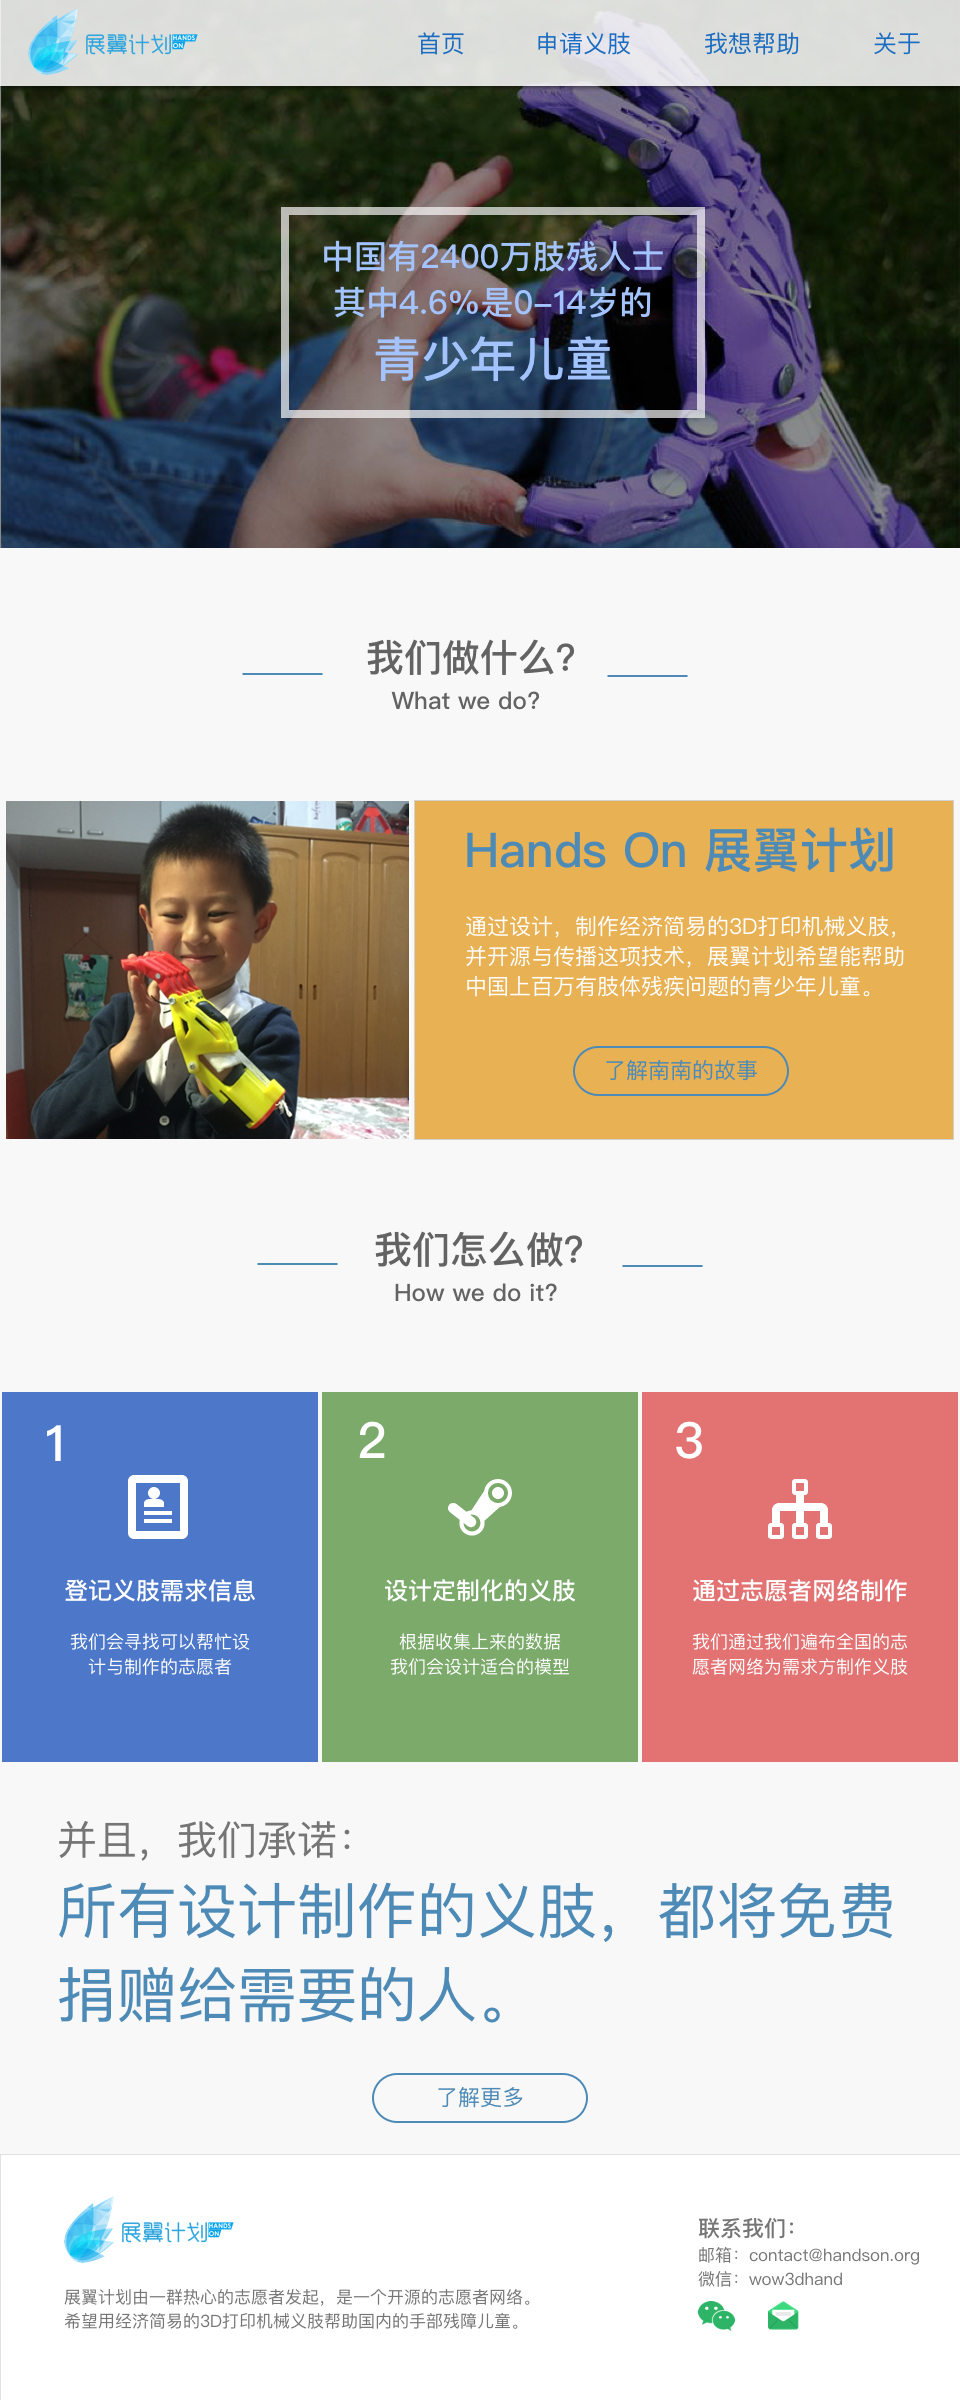 展翼计划 HANDS ON
首页 申请义肢 我想帮助 关于
中国有2400万肢残人士
其中4.6%是0-14岁的
青少年儿童
我们做什么?
What we do?
Hands On 展翼计划
通过设计，制作经济简易的3D打印机械义肢，
并开源与传播这项技术，展翼计划希望能帮助
中国上百万有肢体残疾问题的青少年儿童。
了解南南的故事
我们怎么做?
How we do it?
1
登记义肢需求信息
我们会寻找可以帮忙设
计与制作的志愿者
2
设计定制化的义肢
根据收集上来的数据
我们会设计适合的模型
3
通过志愿者网络制作
我们通过我们遍布全国的志
愿者网络为需求方制作义肢
并且，我们承诺：
所有设计制作的义肢，都将免费
捐赠给需要的人。
了解更多
展翼计划 HANDS ON
展翼计划由一群热心的志愿者发起，是一个开源的志愿者网络。
希望用经济简易的3D打印机械义肢帮助国内的手部残障儿童。
联系我们：
邮箱：contact@handson.org
微信：wow3dhand